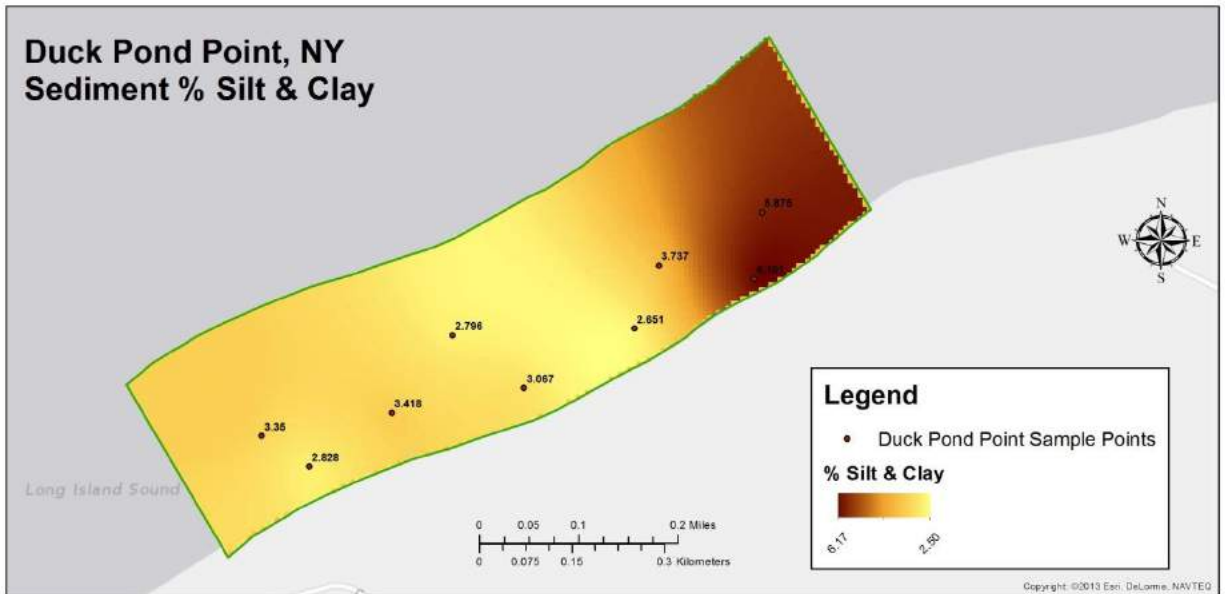 Duck Pond Point, NY
Sediment % Silt & Clay
5.875
3.737
2.796
2.651
3.067
3.418
3.35
2.828
N
W E
S
Long Island Sound
0 0.05 0.1 0.2 Miles
0 0.075 0.15 0.3 Kilometers
Legend
Duck Pond Point Sample Points
% Silt & Clay
6.17 2.50
Copyright: ©2013 Esri, DeLorme, NAVTEQ